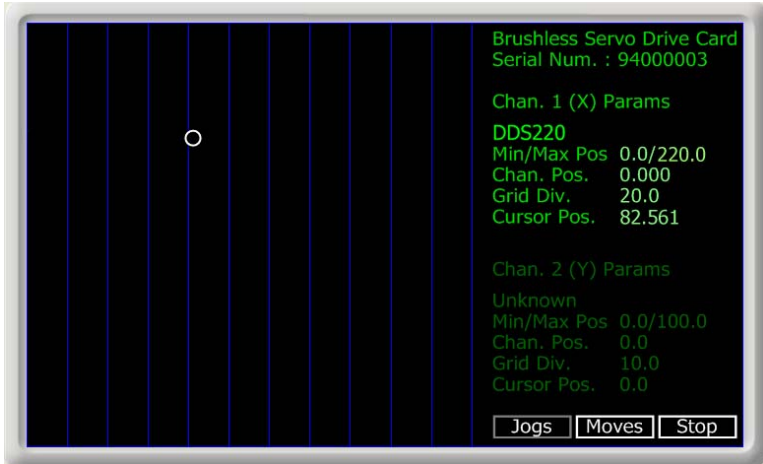 Brushless Servo Drive Card
Serial Num. : 94000003
Chan. 1 (X) Params
DDS220
Min/Max Pos 0.0/220.0
Chan. Pos. 0.000
Grid Div. 20.0
Cursor Pos. 82.561
Chan. 2 (Y) Params
Unknown
Min/Max Pos 0.0/100.0
Chan. Pos. 0.0
Grid Div. 10.0
Cursor Pos. 0.0
Jogs Moves Stop